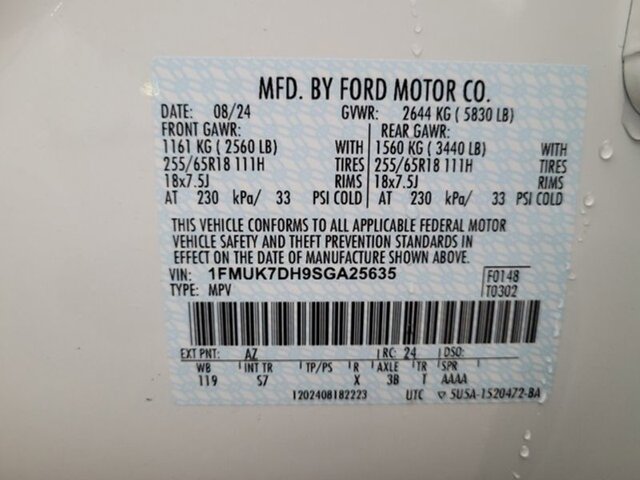 MFD. BY FORD MOTOR CO.
DATE: 08/24 GVWR: 2644 KG ( 5830 LB)
FRONT GAWR: REAR GAWR:
1161 KG ( 2560 LB) WITH 1560 KG ( 3440 LB) WITH
255/65R18 111H TIRES 255/65R18 111H TIRES
18x7.5J RIMS 18x7.5J RIMS
AT 230 kPa/ 33 PSI COLD AT 230 kPa/ 33 PSI COLD
THIS VEHICLE CONFORMS TO ALL APPLICABLE FEDERAL MOTOR
VEHICLE SAFETY AND THEFT PREVENTION STANDARDS IN
EFFECT ON THE DATE OF MANUFACTURE SHOWN ABOVE.
VIN: 1FMUK7DH9SGA25635 F0148
TYPE: MPV T0302
EXT PNT: AZ RC: 24 DSO:
WB INT TR TP/PS R AXLE TR SPR
119 S7 X 3B T AAAA
1202408182223 UTC ▽ 5U5A-1520472-BA